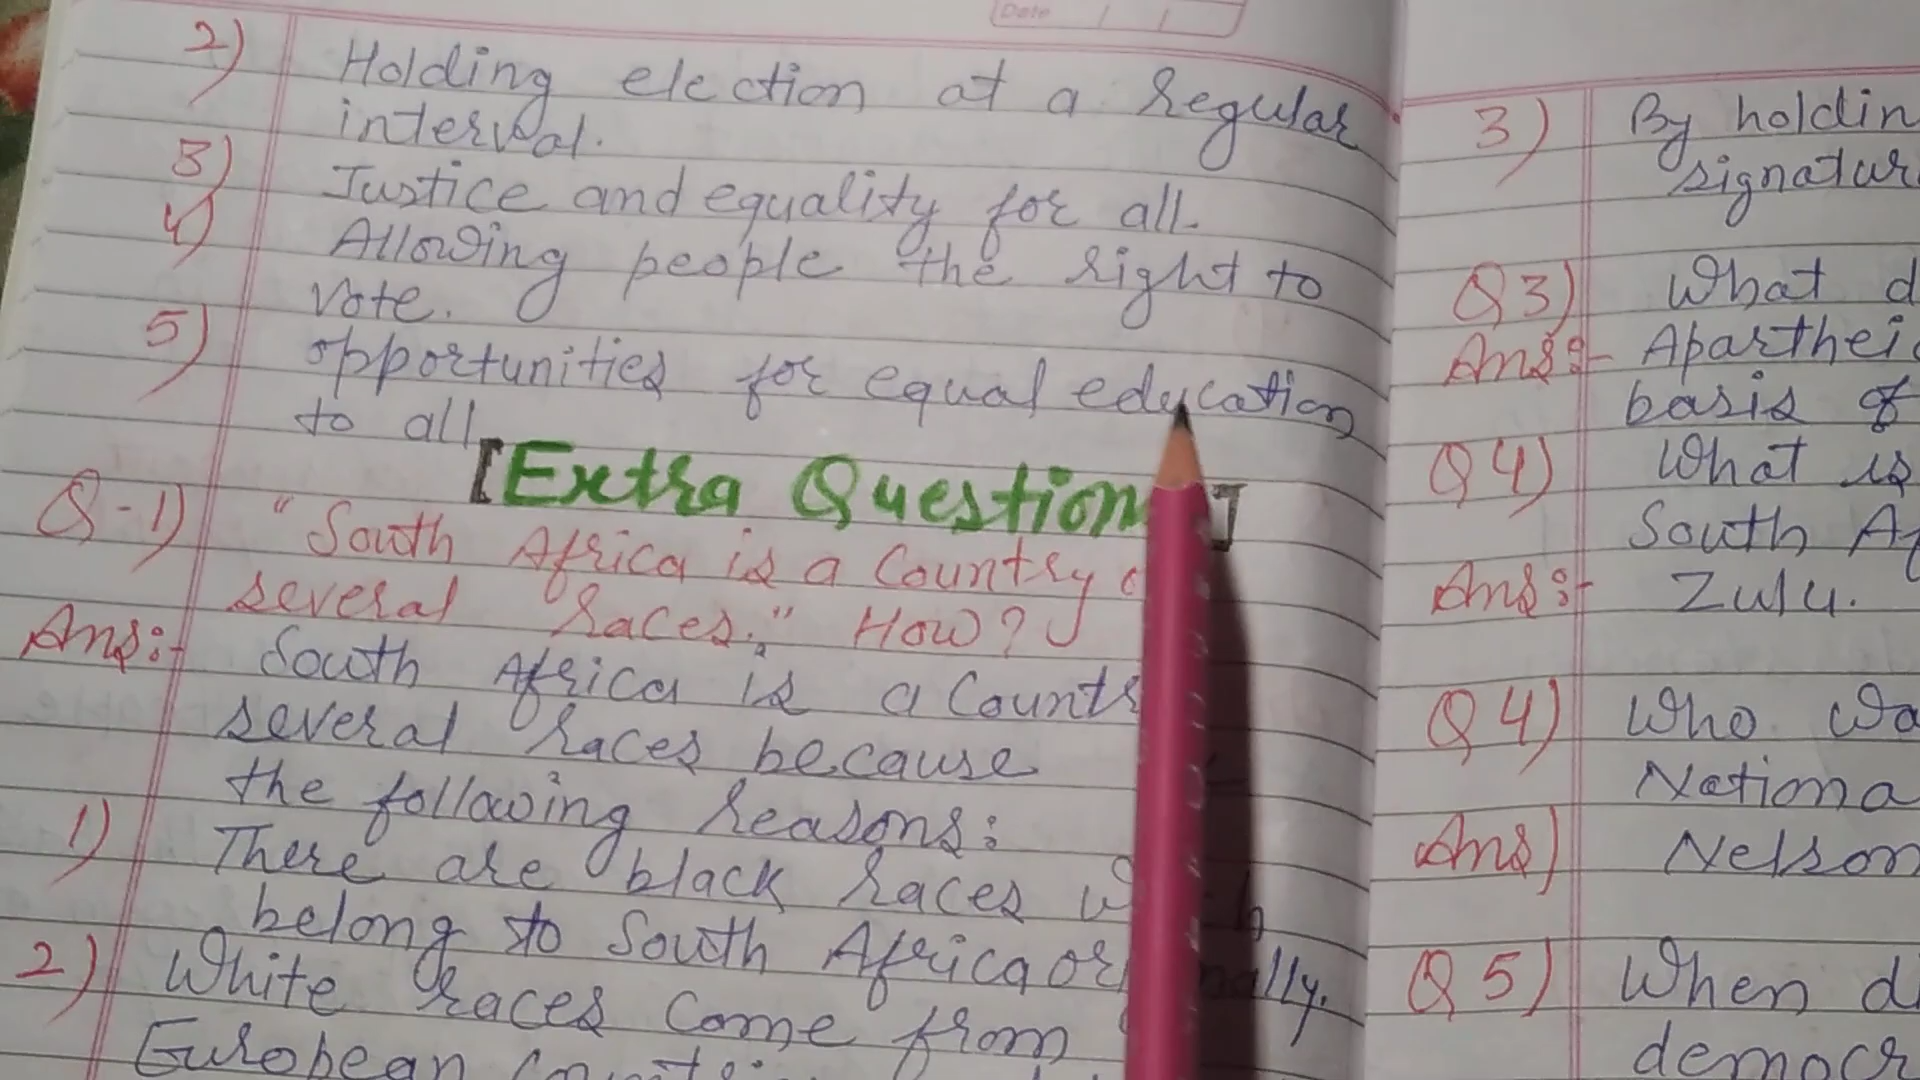 Date / /
2) Holding election at a regular
interval.
3) Justice and equality for all.
4) Allowing people the right to
vote.
5) opportunities for equal education
to all.
[Extra Question]
Q-1) "South Africa is a Country
several races." How?
Ans:- South Africa is a
several races because
the following reasons:
1) There are black races
belong to South Africa
2) White races come from
European
3) By holdin
signatur
Q3) What d
Ans:- Aparthei
basis of
Q4) What is
South Af
Ans:- Zulu.
Q4) Who wa
Nationa
Ans) Nelson
Q5) When di
democr